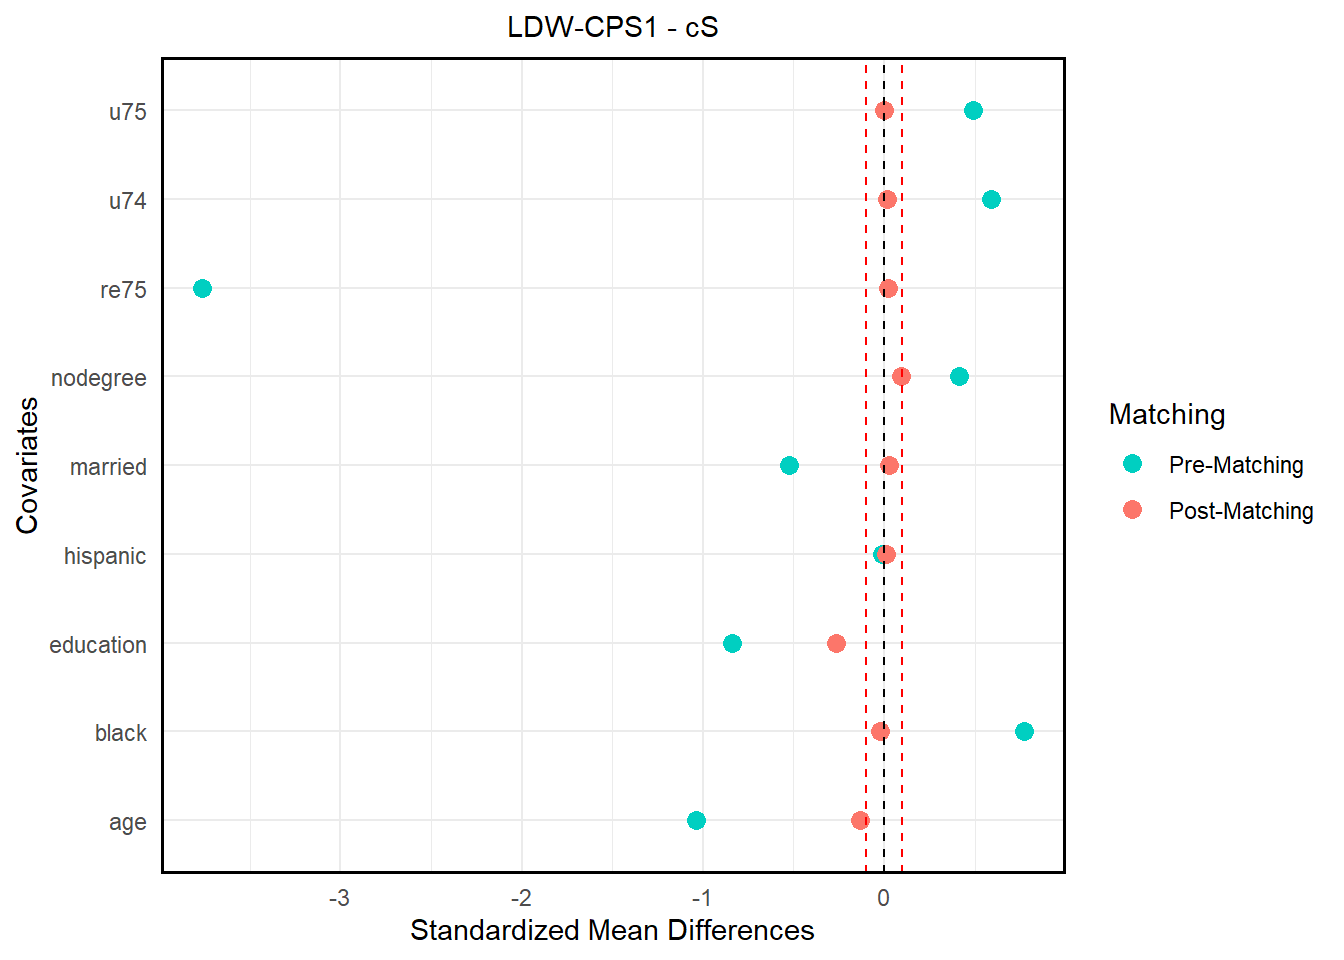 LDW-CPS1 - cS
u75
u74
re75
nodegree
married
hispanic
education
black
age
Covariates
-3
-2
-1
0
Standardized Mean Differences
Matching
Pre-Matching
Post-Matching